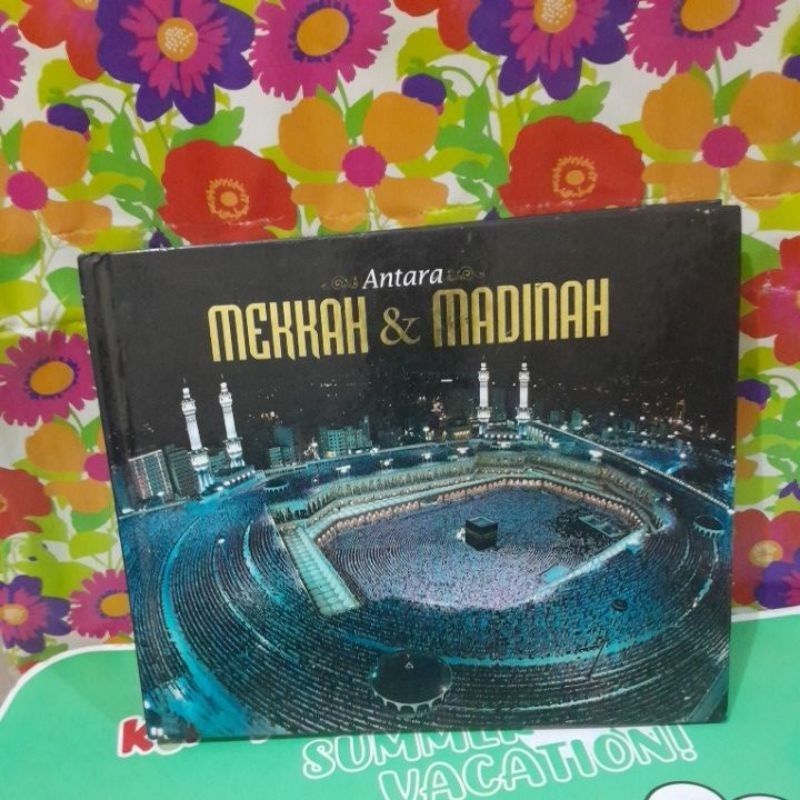 Antara
MEKKAH & MADINAH
SUMMER
VACATION!